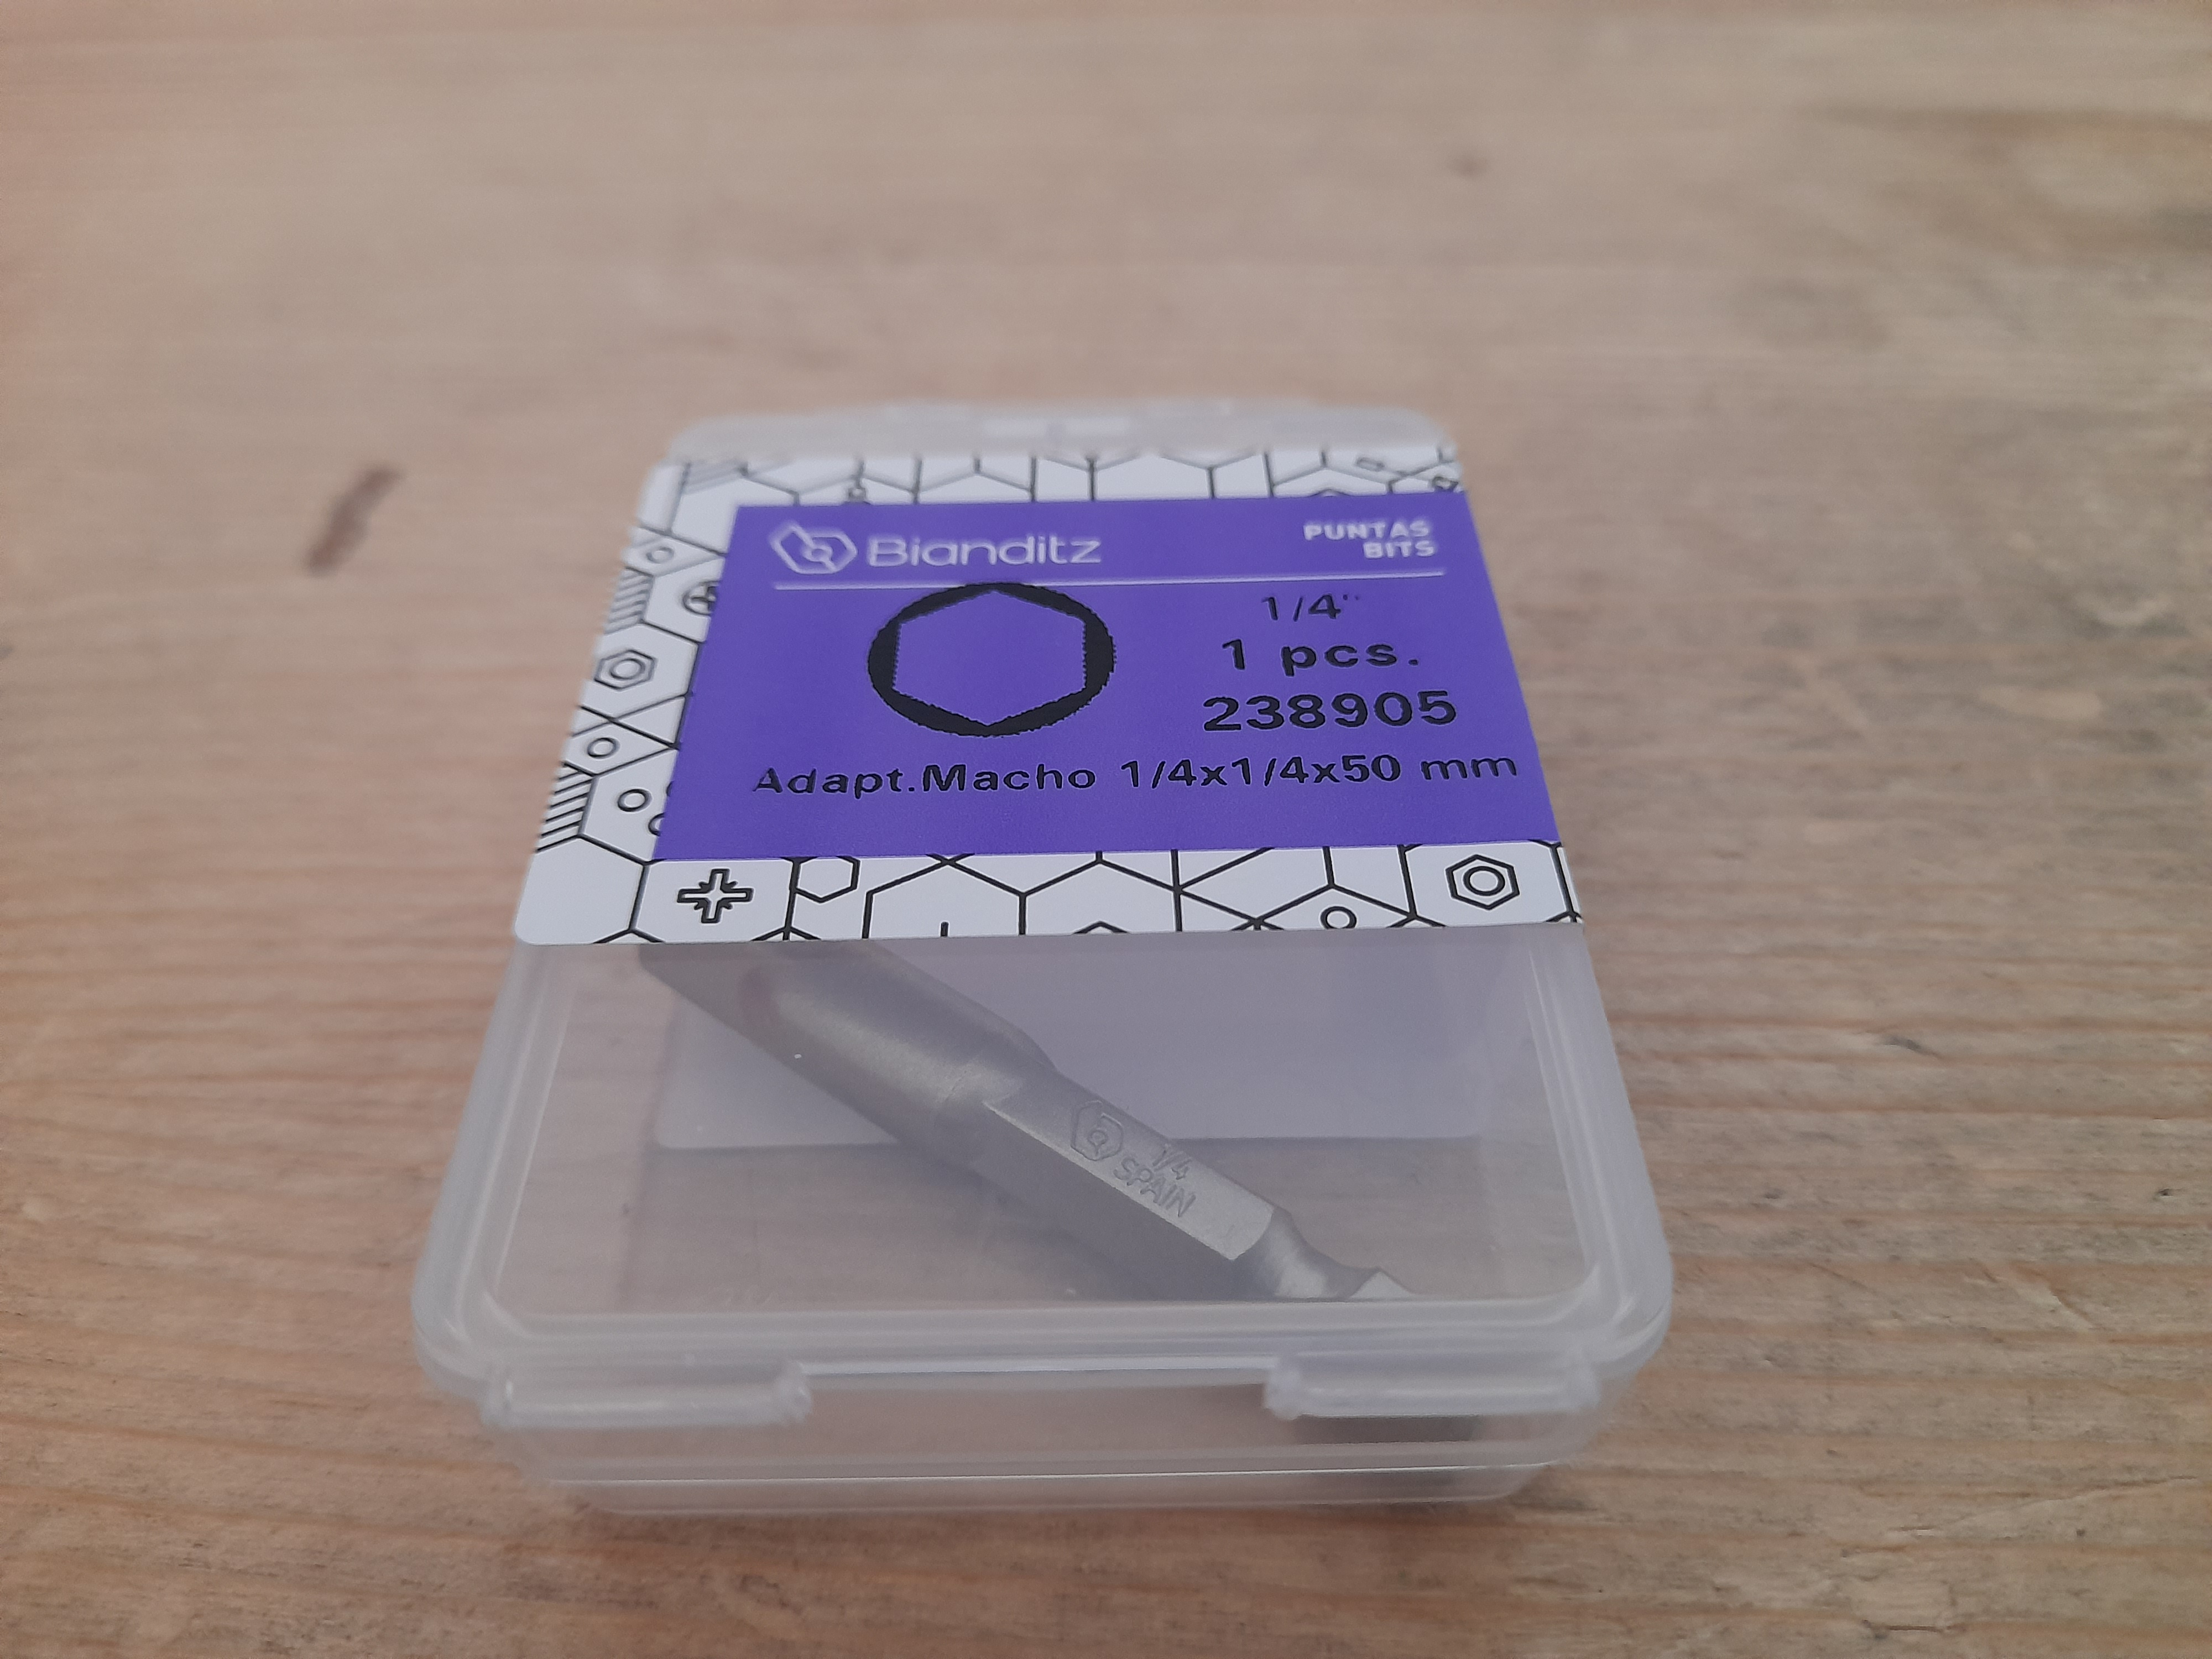 Bianditz
PUNTAS
BITS
1/4"
1 pcs.
238905
Adapt.Macho 1/4x1/4x50 mm
1/4
SPAIN